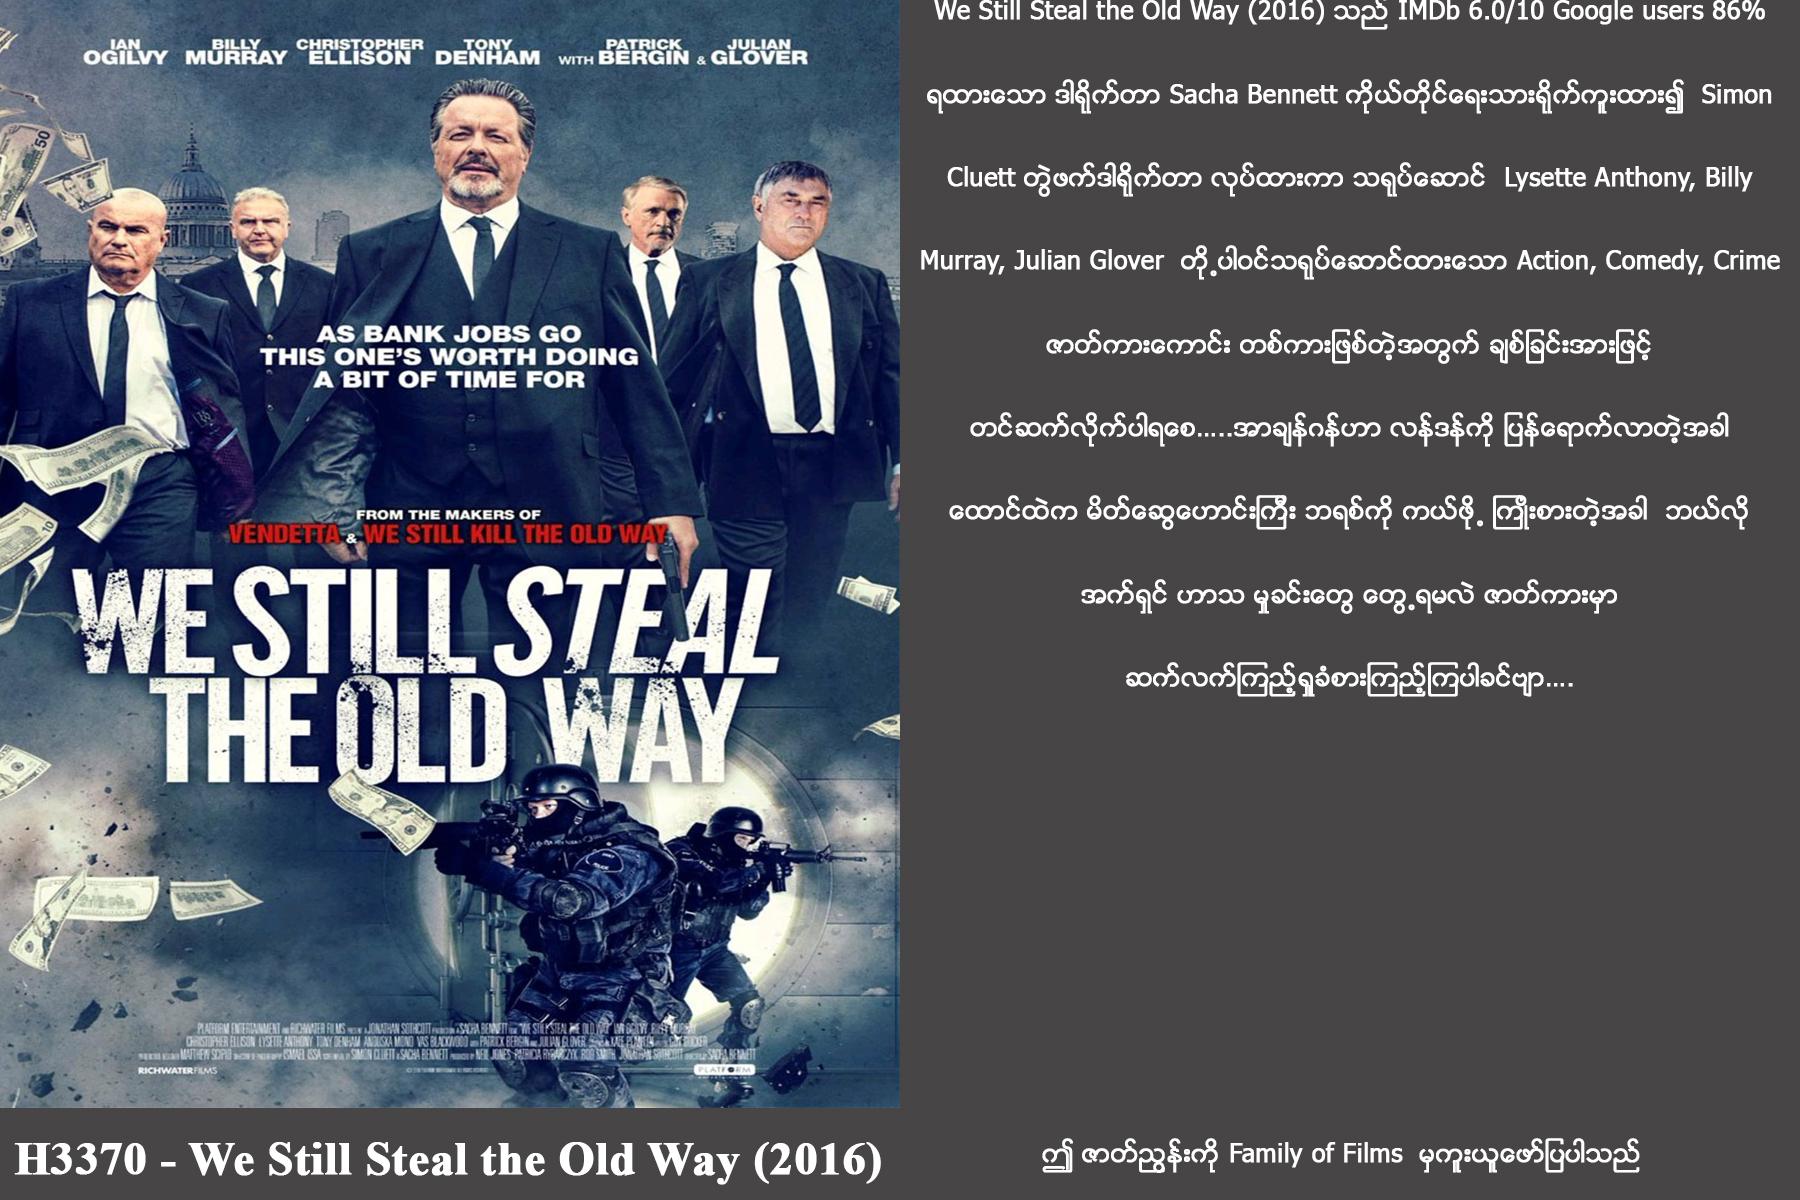 IAN OGILVY BILLY MURRAY CHRISTOPHER ELLISON TONY DENHAM WITH PATRICK BERGIN & JULIAN GLOVER
AS BANK JOBS GO
THIS ONE'S WORTH DOING
A BIT OF TIME FOR
FROM THE MAKERS OF
VENDETTA & WE STILL KILL THE OLD WAY
WE STILL STEAL
THE OLD WAY
RICHWATER FILMS
PLATFORM
H3370 - We Still Steal the Old Way (2016)
We Still Steal the Old Way (2016) သည် IMDb 6.0/10 Google users 86%
ရထားသော ဒါရိုက်တာ Sacha Bennett ကိုယ်တိုင်ရေးသားရိုက်ကူးထား၍ Simon
Cluett တွဲဖက်ဒါရိုက်တာ လုပ်ထားကာ သရုပ်ဆောင် Lysette Anthony, Billy
Murray, Julian Glover တို့ပါဝင်သရုပ်ဆောင်ထားသော Action, Comedy, Crime
ဇာတ်ကားကောင်း တစ်ကားဖြစ်တဲ့အတွက် ချစ်ခြင်းအားဖြင့်
တင်ဆက်လိုက်ပါရစေ.....အာချန်ဂန်ဟာ လန်ဒန်ကို ပြန်ရောက်လာတဲ့အခါ
ထောင်ထဲက မိတ်ဆွေဟောင်းကြီး ဘရစ်ကို ကယ်ဖို့ ကြိုးစားတဲ့အခါ ဘယ်လို
အက်ရှင် ဟာသ မှုခင်းတွေ တွေ့ရမလဲ ဇာတ်ကားမှာ
ဆက်လက်ကြည့်ရှုခံစားကြည့်ကြပါခင်ဗျာ....
ဤ ဇာတ်ညွှန်းကို Family of Films မှကူးယူဖော်ပြပါသည်